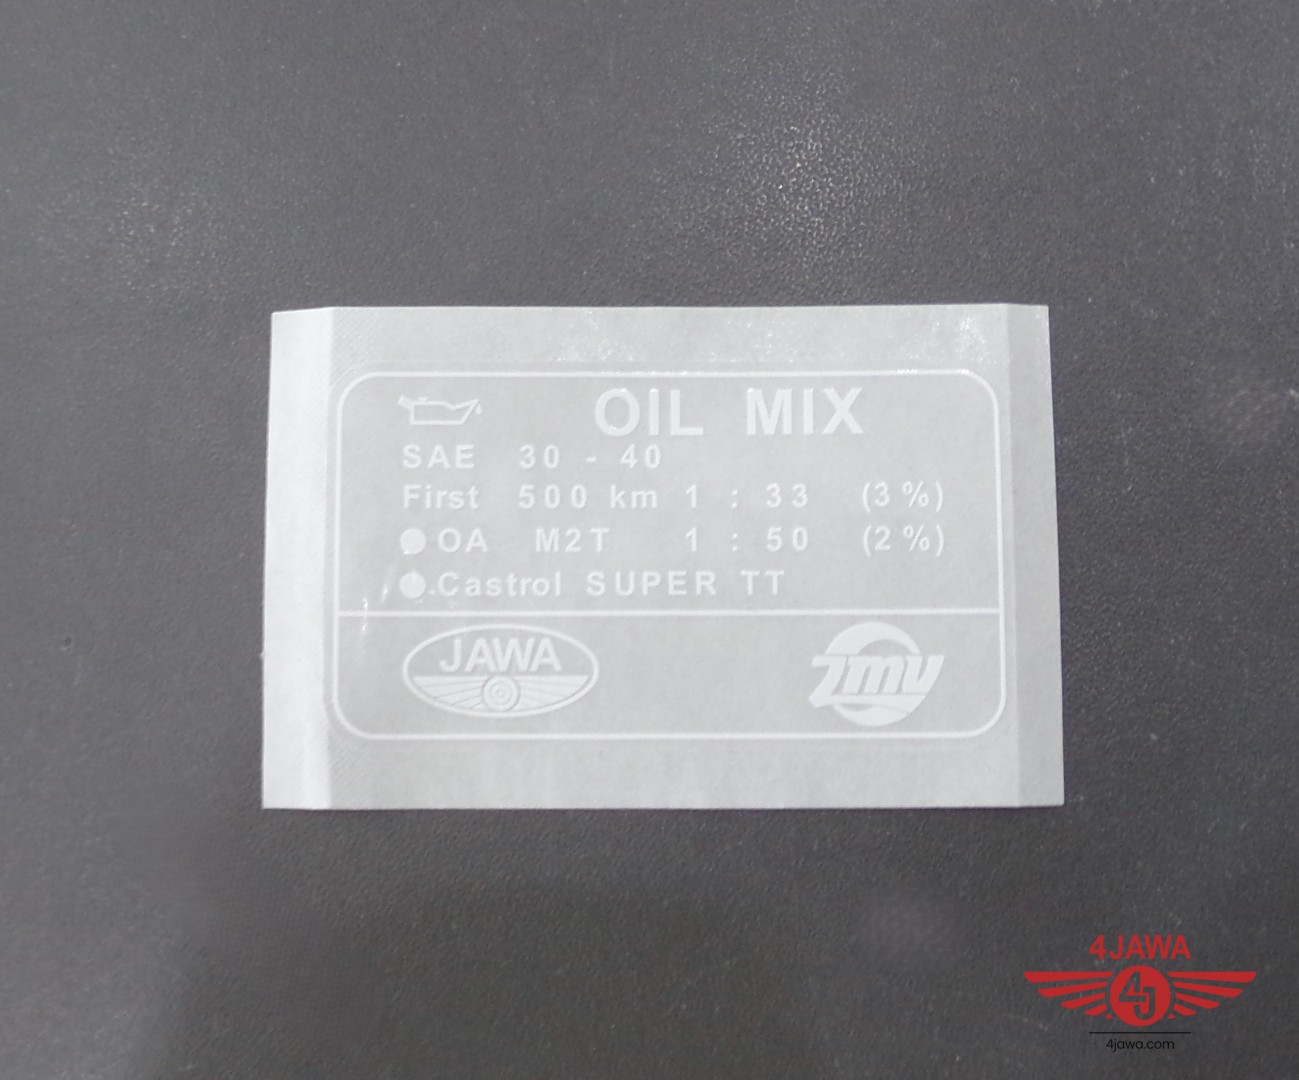 OIL MIX
SAE 30 - 40
First 500 km 1 : 33 (3%)
OA M2T 1 : 50 (2%)
Castrol SUPER TT
JAWA
ZMV
4JAWA
45
4jawa.com